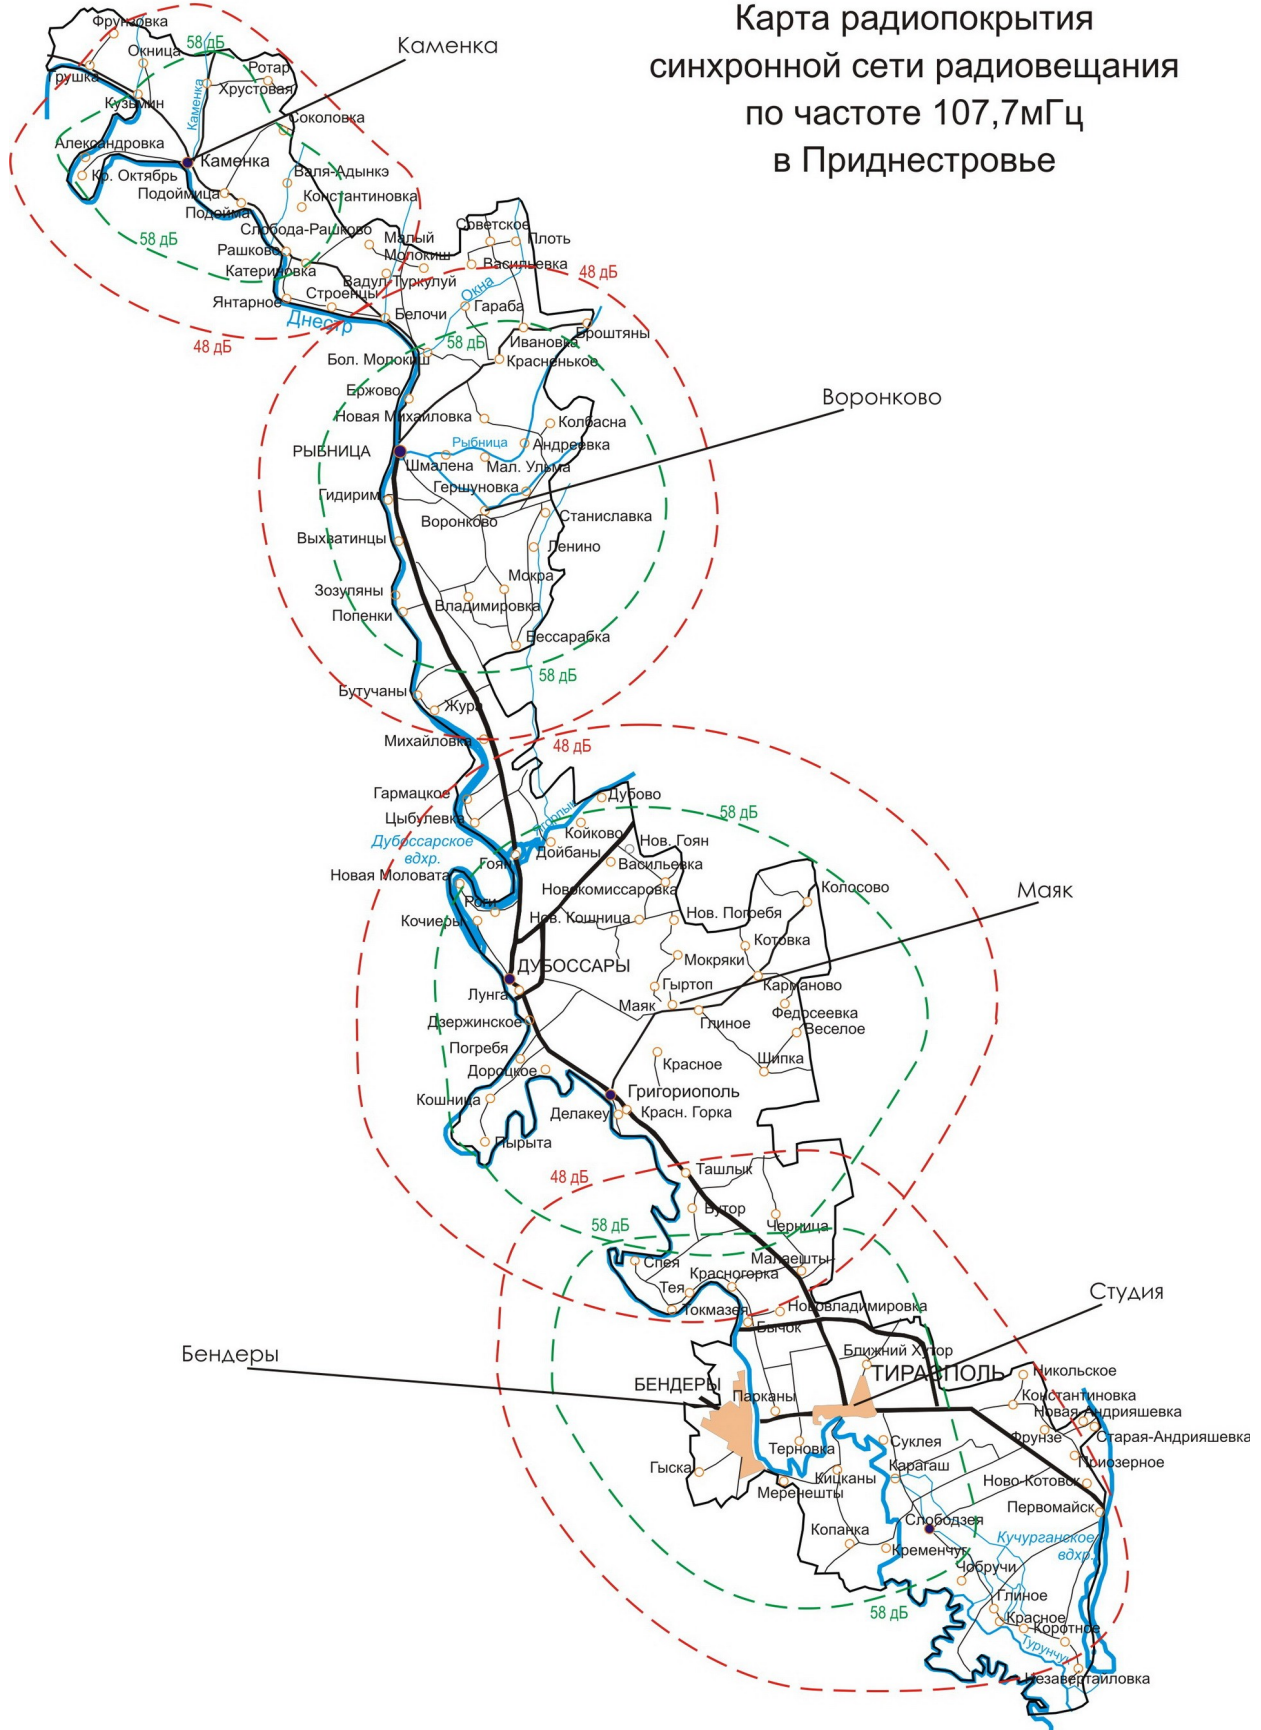 Карта радиопокрытия
синхронной сети радиовещания
по частоте 107,7мГц
в Приднестровье
Фрунзовка
58 дБ
Каменка
Окница
Ротар
рушка
Хрустовая
Кузьмин
Каменка
Соколовка
Александровка
Каменка
Кр. Октябрь
Валя-Адынкэ
Подоймица
Константиновка
Подойма
Слобода-Рашково
58 дБ
Рашково
Малый
Молокиш
Советское
Плоть
Катериновка
Васильевка
48 дБ
Вадул-Туркулуй
Янтарное
Строенцы
Окна
Гараба
Белочи
Днестр
48 дБ
58 дБ
Ивановка
Броштяны
Бол. Молокиш
Красненькое
Ержово
Воронково
Новая Михайловка
Колбасна
РЫБНИЦА
Рыбница
Андреевка
Шмалена
Мал. Ульма
Гидирим
Гершуновка
Воронково
Станиславка
Выхватинцы
Ленино
Зозуляны
Мокра
Попенки
Владимировка
Бессарабка
58 дБ
Бутучаны
Жура
Михайловка
48 дБ
Гармацкое
Дубово
Цыбулевка
Ягорлык
58 дБ
Дубоссарское
вдхр.
Койково
Нов. Гоян
Гоян
Дойбаны
Васильевка
Новая Моловата
Новокомиссаровка
Колосово
Маяк
Роги
Кочиеры
Нов. Кошница
Нов. Погребя
Котовка
ДУБОССАРЫ
Мокряки
Лунга
Гыртоп
Карманово
Маяк
Дзержинское
Глиное
Федосеевка
Веселое
Погребя
Красное
Шипка
Дороцкое
Кошница
Григориополь
Делакеу
Красн. Горка
Пырыта
48 дБ
Ташлык
Бутор
58 дБ
Черница
Спея
Малаешты
Красногорка
Тея
Токмазея
Нововладимировка
Студия
Бычок
Бендеры
Ближний Хутор
ТИРАСПОЛЬ
Никольское
БЕНДЕРЫ
Парканы
Константиновка
Новая-Андрияшевка
Фрунзе
Старая-Андрияшевка
Терновка
Суклея
Гыска
Кицканы
Карагаш
Приозерное
Меренешты
Ново-Котовск
Первомайск
Слободзея
Копанка
Кучурганское
вдхр.
Кременчуг
Чобручи
58 дБ
Глиное
Красное
Коротное
Турунчук
Незавертайловка